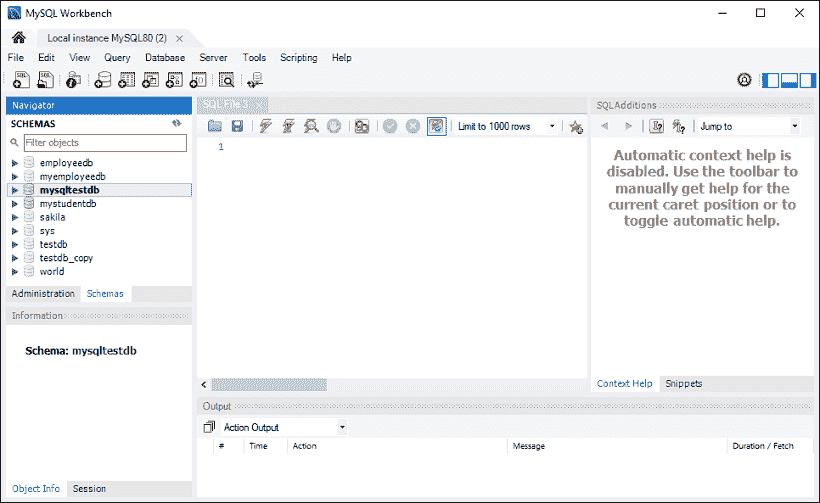 MySQL Workbench
Local instance MySQL80 (2)
File Edit View Query Database Server Tools Scripting Help
Navigator
SCHEMAS
Filter objects
employeedb
myemployeedb
mysqltestdb
mystudentdb
sakila
sys
testdb
testdb_copy
world
Administration Schemas
Information
Schema: mysqltestdb
Object Info Session
SQL File 3
Limit to 1000 rows
1
SQLAdditions
Jump to
Automatic context help is
disabled. Use the toolbar to
manually get help for the
current caret position or to
toggle automatic help.
Context Help Snippets
Output
Action Output
# Time Action Message Duration / Fetch